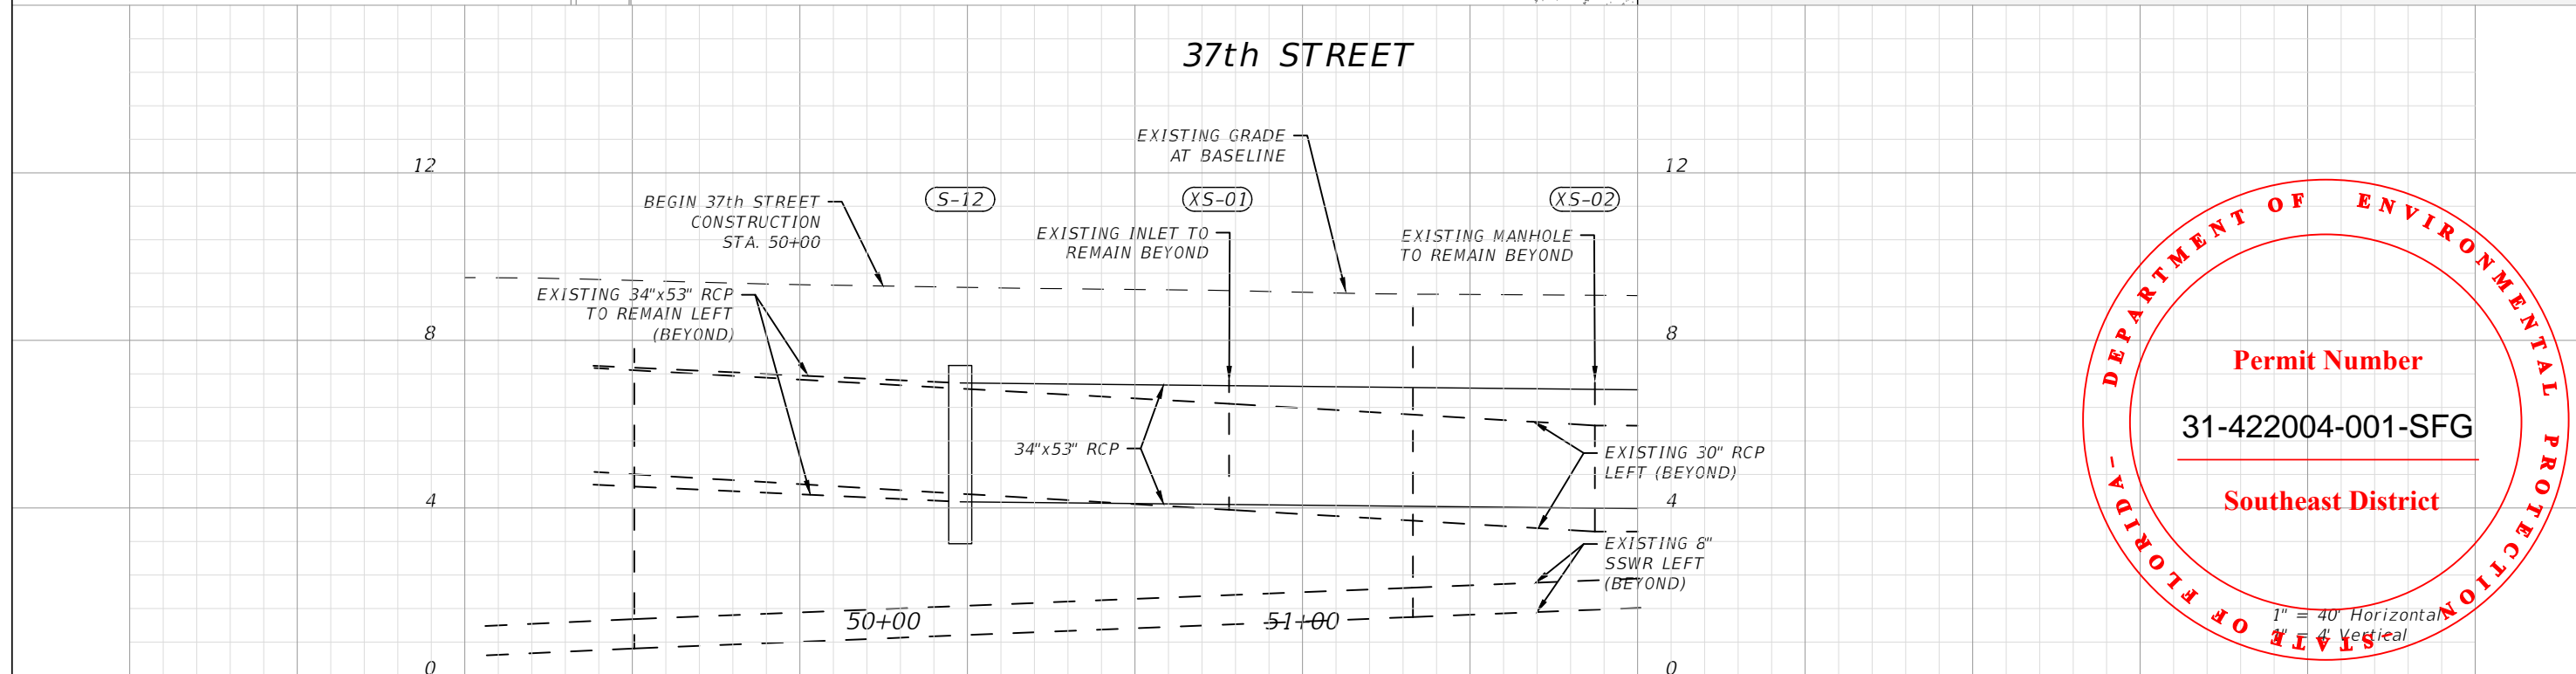 37th STREET
EXISTING GRADE
AT BASELINE
12
12
BEGIN 37th STREET
CONSTRUCTION
STA. 50+00
S-12
XS-01
XS-02
EXISTING INLET TO
REMAIN BEYOND
EXISTING MANHOLE
TO REMAIN BEYOND
EXISTING 34"x53" RCP
TO REMAIN LEFT
(BEYOND)
8
8
34"x53" RCP
EXISTING 30" RCP
LEFT (BEYOND)
4
4
EXISTING 8"
SSWR LEFT
(BEYOND)
50+00
51+00
0
0
DEPARTMENT OF ENVIRONMENTAL PROTECTION
-STATE OF FLORIDA-
Permit Number
31-422004-001-SFG
Southeast District
1" = 40' Horizontal
1" = 4' Vertical